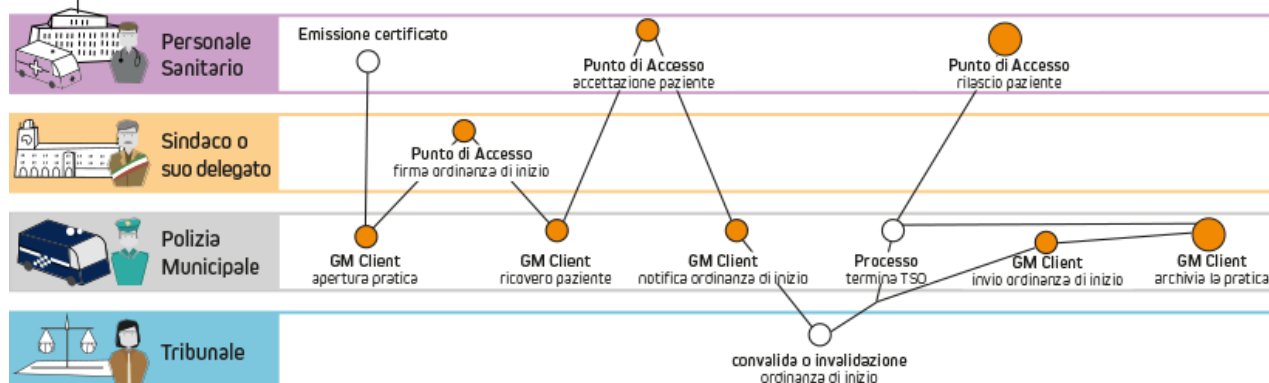 Personale
Sanitario
Emissione certificato
Punto di Accesso
accettazione paziente
Punto di Accesso
rilascio paziente
Sindaco o
suo delegato
Punto di Accesso
firma ordinanza di inizio
Polizia
Municipale
GM Client
apertura pratica
GM Client
ricovero paziente
GM Client
notifica ordinanza di inizio
Processo
termina TSO
GM Client
invio ordinanza di inizio
GM Client
archivia la pratica
Tribunale
convalida o invalidazione
ordinanza di inizio